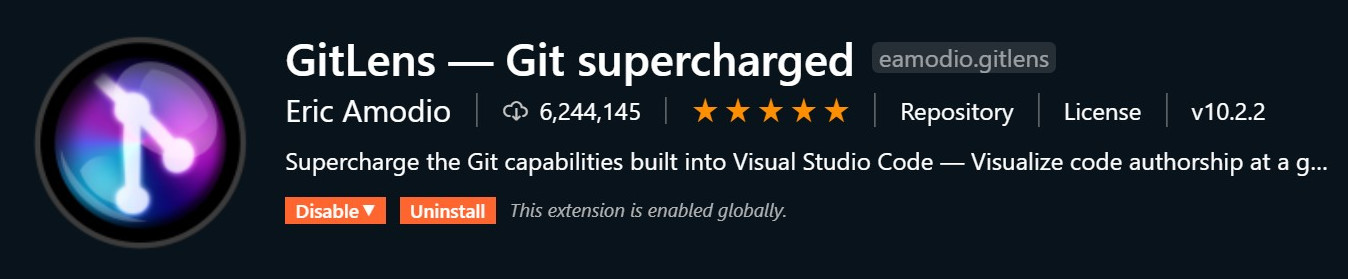 GitLens — Git supercharged eamodio.gitlens
Eric Amodio 6,244,145 Repository License v10.2.2
Supercharge the Git capabilities built into Visual Studio Code — Visualize code authorship at a g...
Disable Uninstall This extension is enabled globally.